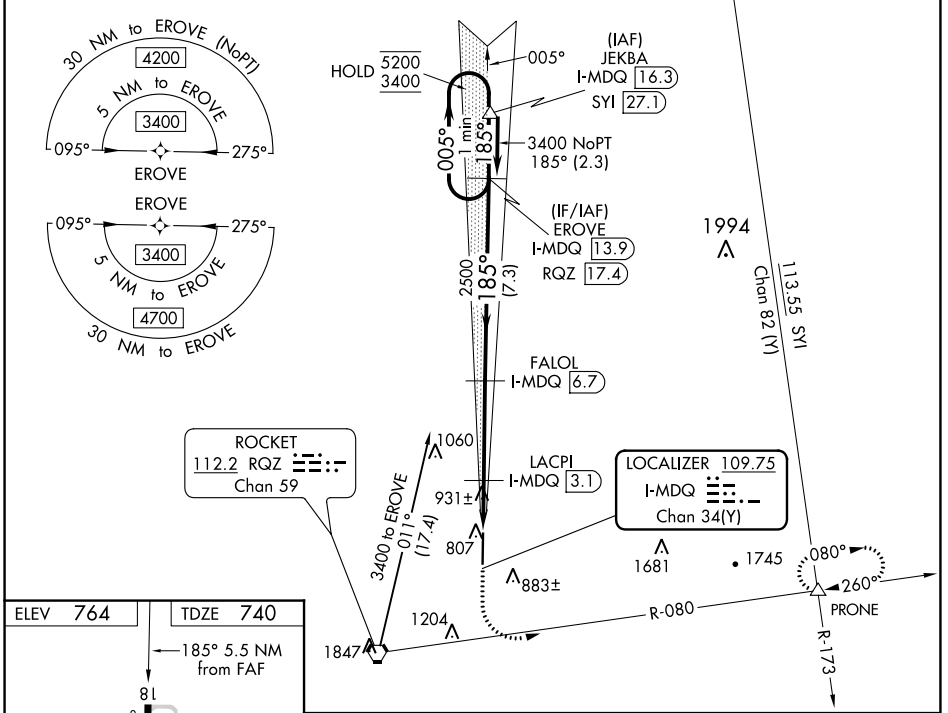 30 NM to EROVE (NoPT)
4200
5 NM to EROVE
3400
095°
275°
EROVE
EROVE
095°
275°
3400
5 NM to EROVE
4700
30 NM to EROVE
HOLD 5200
3400
005°
(IAF)
JEKBA
I-MDQ 16.3
SYI 27.1
005°
1 min
185°
3400 NoPT
185° (2.3)
(IF/IAF)
EROVE
I-MDQ 13.9
RQZ 17.4
2500
185°
(7.3)
1994
113.55 SYI
Chan 82 (Y)
FALOL
I-MDQ 6.7
ROCKET
112.2 RQZ
Chan 59
1060
3400 to EROVE
011°
(17.4)
LACPI
I-MDQ 3.1
931±
807
LOCALIZER 109.75
I-MDQ
Chan 34(Y)
883±
1681
1745
080°
260°
PRONE
R-080
R-173
1204
1847
ELEV 764
TDZE 740
185° 5.5 NM
from FAF
18